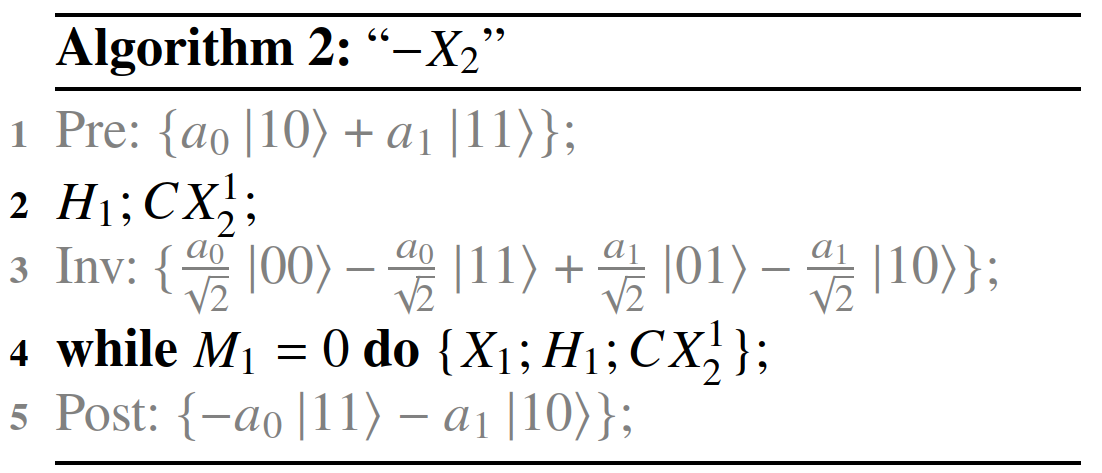 Algorithm 2: “−X₂”
1 Pre: {a₀ |10⟩ + a₁ |11⟩};
2 H₁; CX₂¹;
3 Inv: {a₀/√2 |00⟩ − a₀/√2 |11⟩ + a₁/√2 |01⟩ − a₁/√2 |10⟩};
4 while M₁ = 0 do {X₁; H₁; CX₂¹};
5 Post: {−a₀ |11⟩ − a₁ |10⟩};